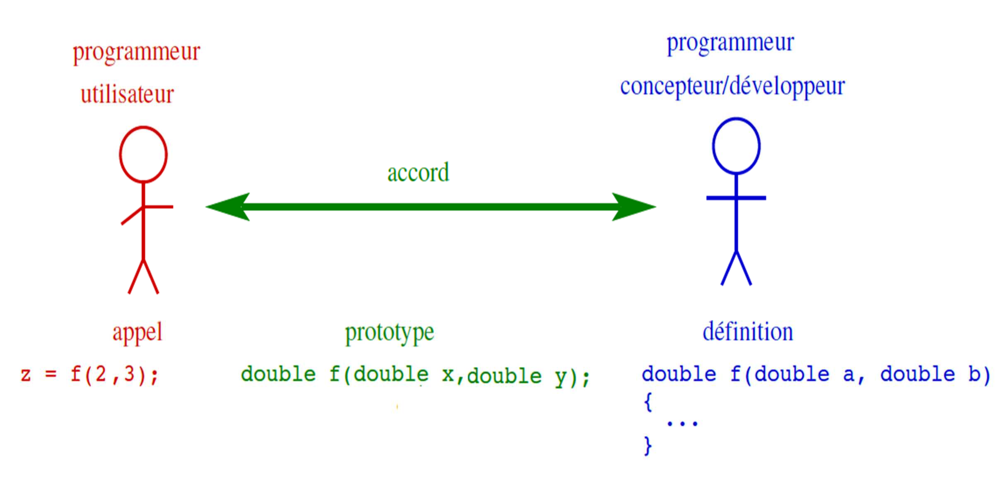 programmeur
utilisateur
programmeur
concepteur/développeur
accord
appel
prototype
définition
z = f(2,3);
double f(double x,double y);
double f(double a, double b)
{
...
}